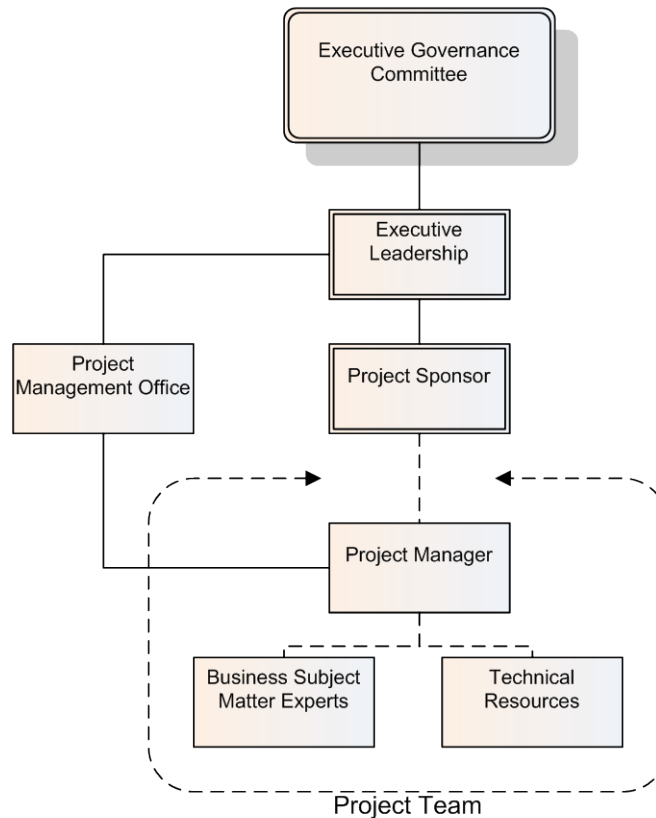 Executive Governance
Committee
Executive
Leadership
Project
Management Office
Project Sponsor
Project Manager
Business Subject
Matter Experts
Technical
Resources
Project Team